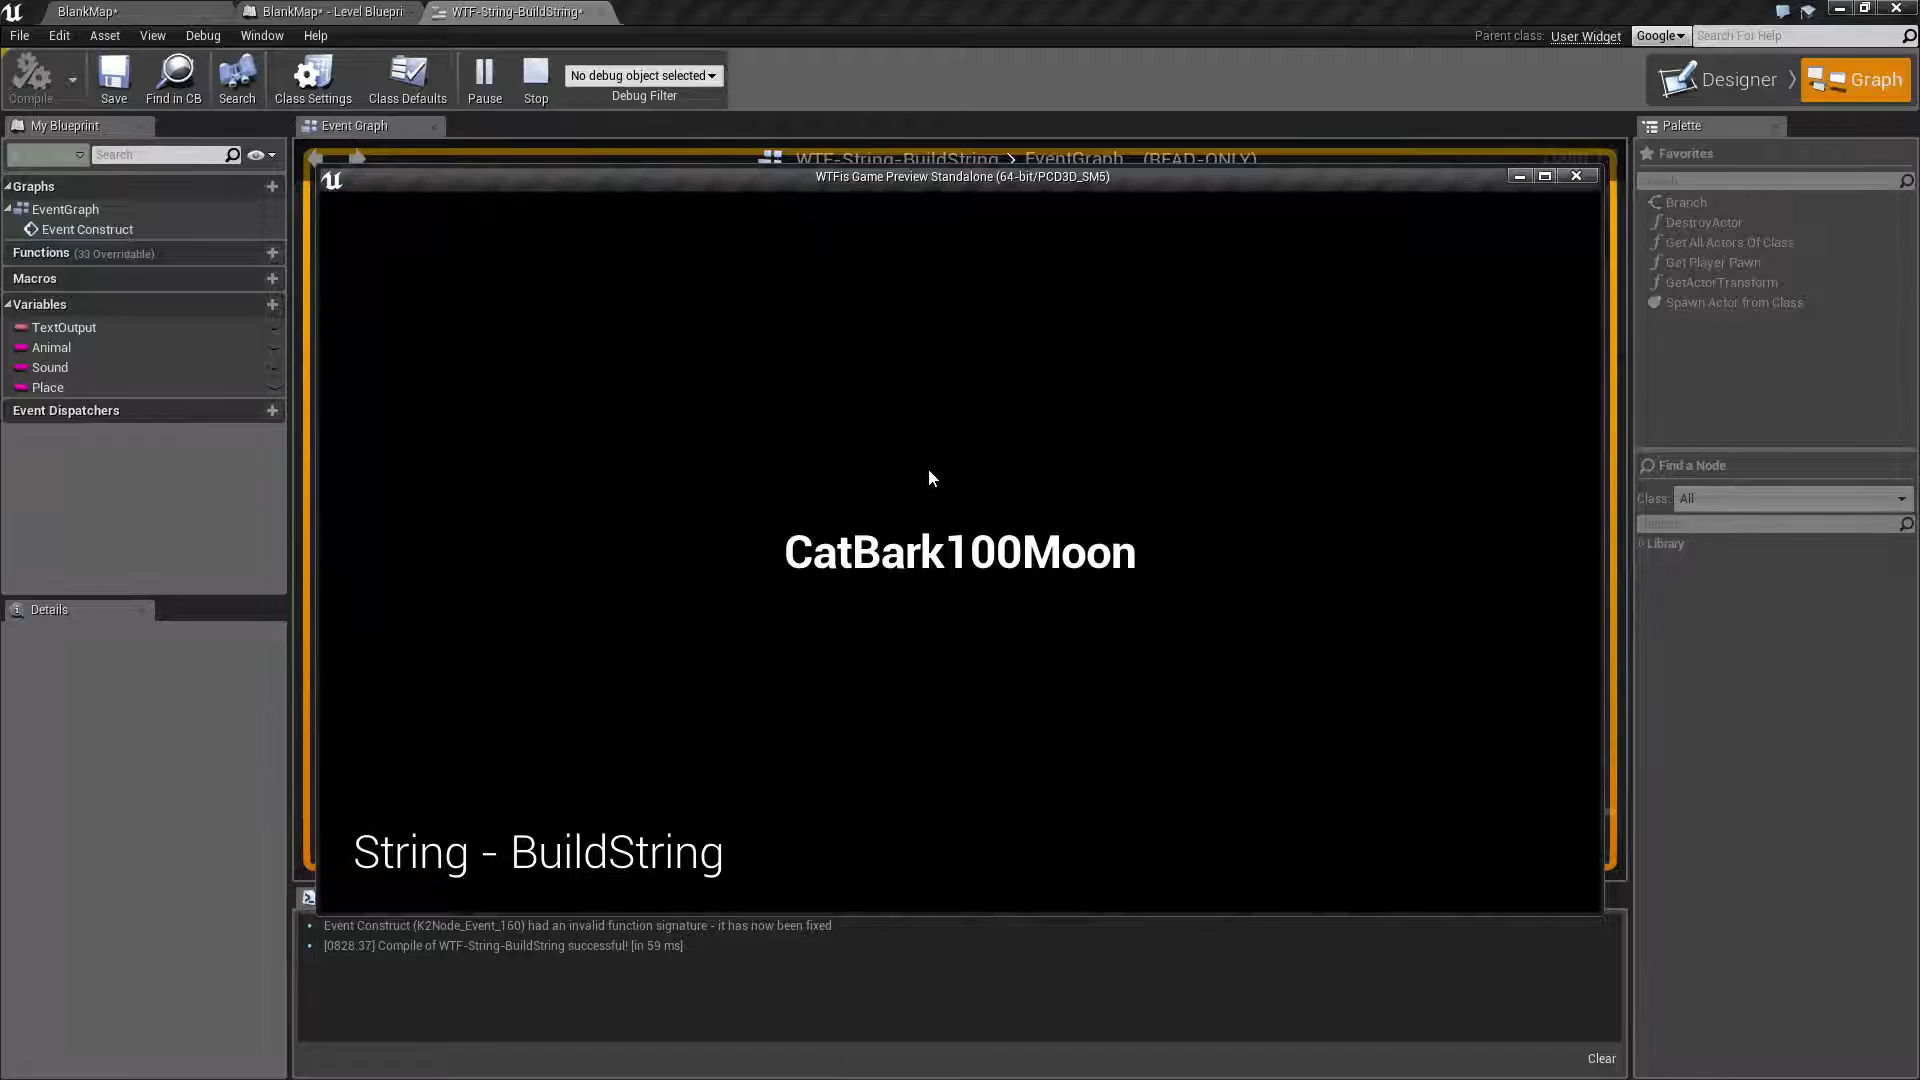 BlankMap*
BlankMap* - Level Bluepri
WTF-String-BuildString*
File Edit Asset View Debug Window Help
Parent class: User Widget
Google
Search For Help
Compile
Save
Find in CB
Search
Class Settings
Class Defaults
Pause
Stop
No debug object selected
Debug Filter
Designer
Graph
My Blueprint
Search
Graphs
EventGraph
Event Construct
Functions (33 Overridable)
Macros
Variables
TextOutput
Animal
Sound
Place
Event Dispatchers
Details
Event Graph
WTF-String-BuildString > EventGraph (READ-ONLY)
WTFis Game Preview Standalone (64-bit/PCD3D_SM5)
CatBark100Moon
String - BuildString
• Event Construct (K2Node_Event_160) had an invalid function signature - it has now been fixed
• [0828.37] Compile of WTF-String-BuildString successful! [in 59 ms]
Clear
Palette
Favorites
Branch
DestroyActor
Get All Actors Of Class
Get Player Pawn
GetActorTransform
Spawn Actor from Class
Find a Node
Class: All
Library